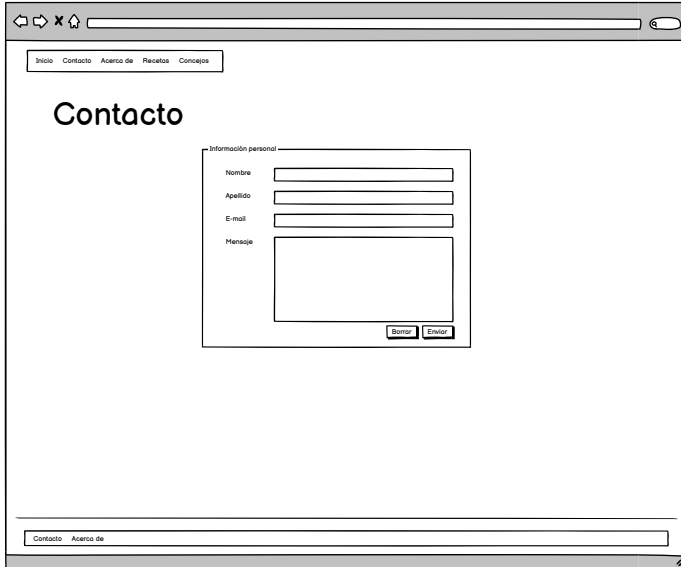 Inicio Contacto Acerca de Recetas Concejos
Contacto
Información personal
Nombre
Apellido
E-mail
Mensaje
Borrar Enviar
Contacto Acerca de